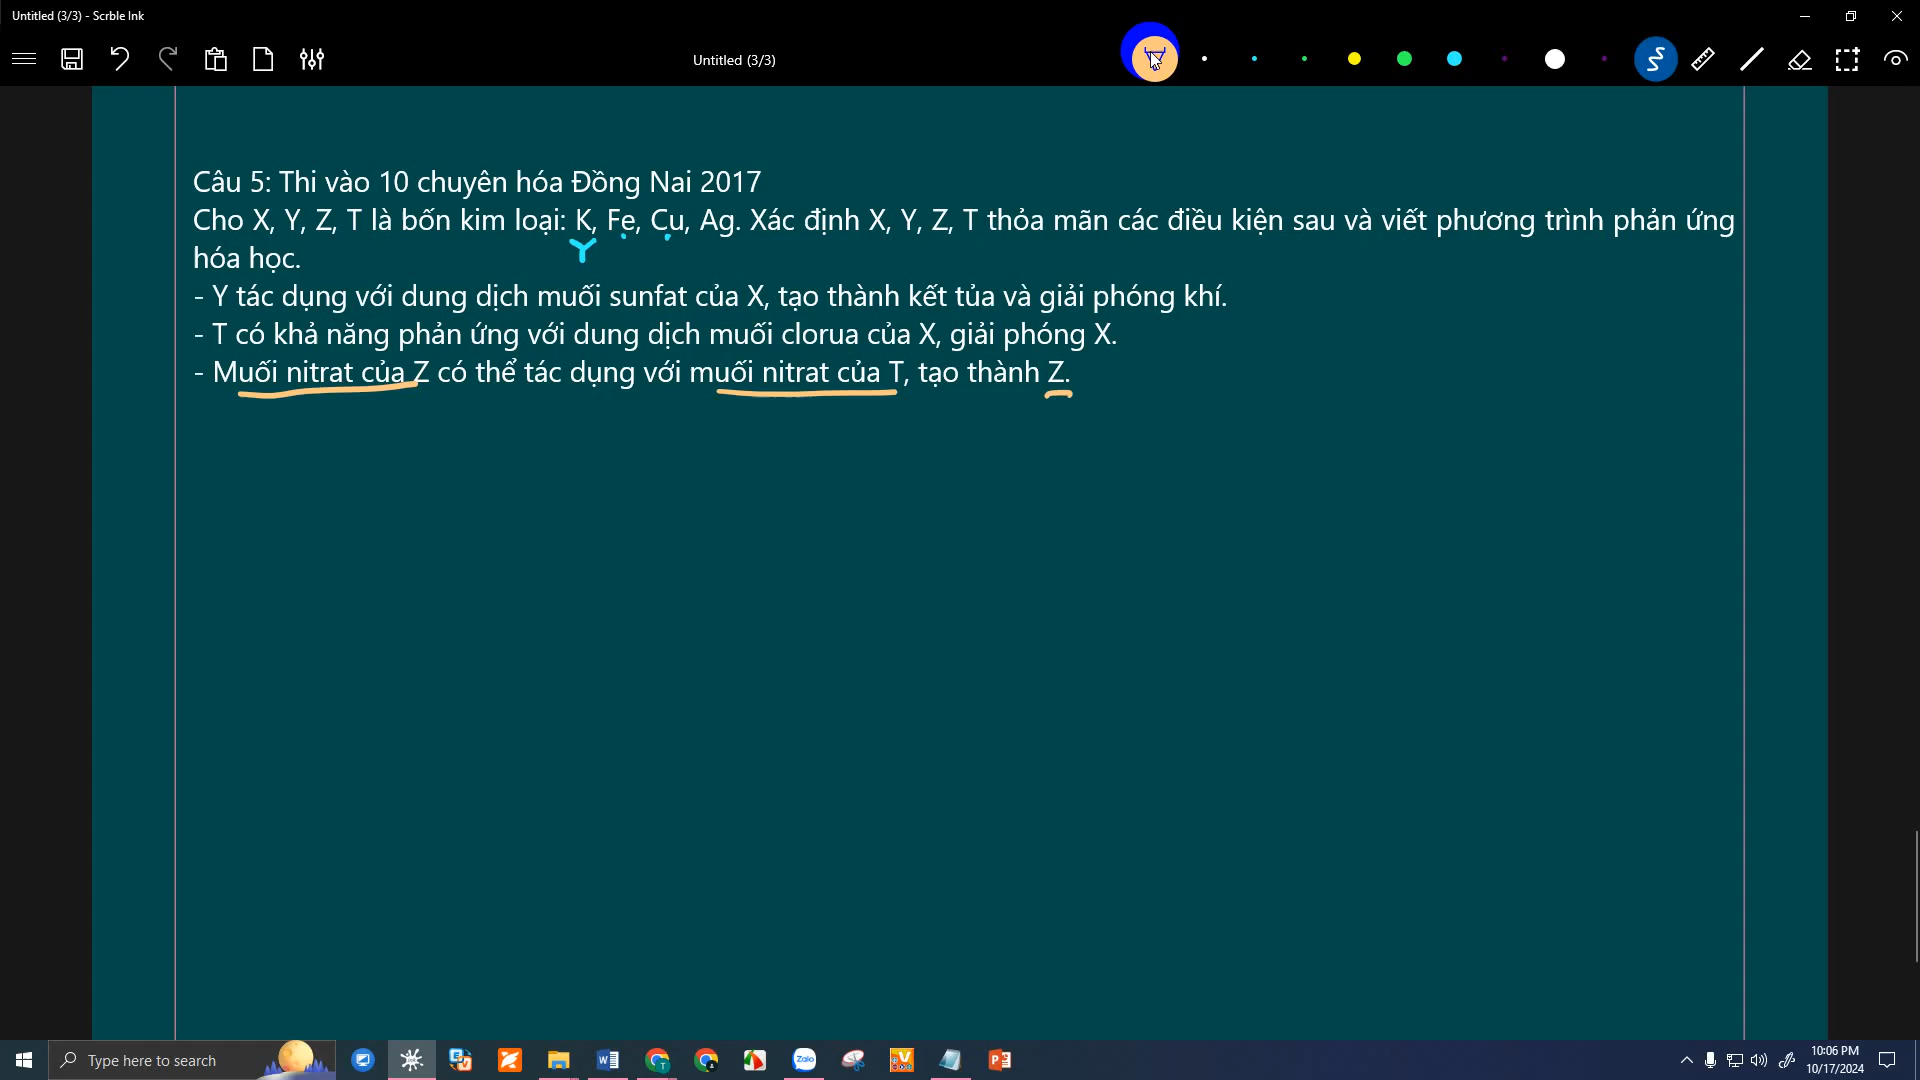 Untitled (3/3) - Scrble Ink
Untitled (3/3)
Câu 5: Thi vào 10 chuyên hóa Đồng Nai 2017
Cho X, Y, Z, T là bốn kim loại: K, Fe, Cu, Ag. Xác định X, Y, Z, T thỏa mãn các điều kiện sau và viết phương trình phản ứng
Y
hóa học.
- Y tác dụng với dung dịch muối sunfat của X, tạo thành kết tủa và giải phóng khí.
- T có khả năng phản ứng với dung dịch muối clorua của X, giải phóng X.
- Muối nitrat của Z có thể tác dụng với muối nitrat của T, tạo thành Z.
Type here to search
Zalo
10:06 PM
10/17/2024